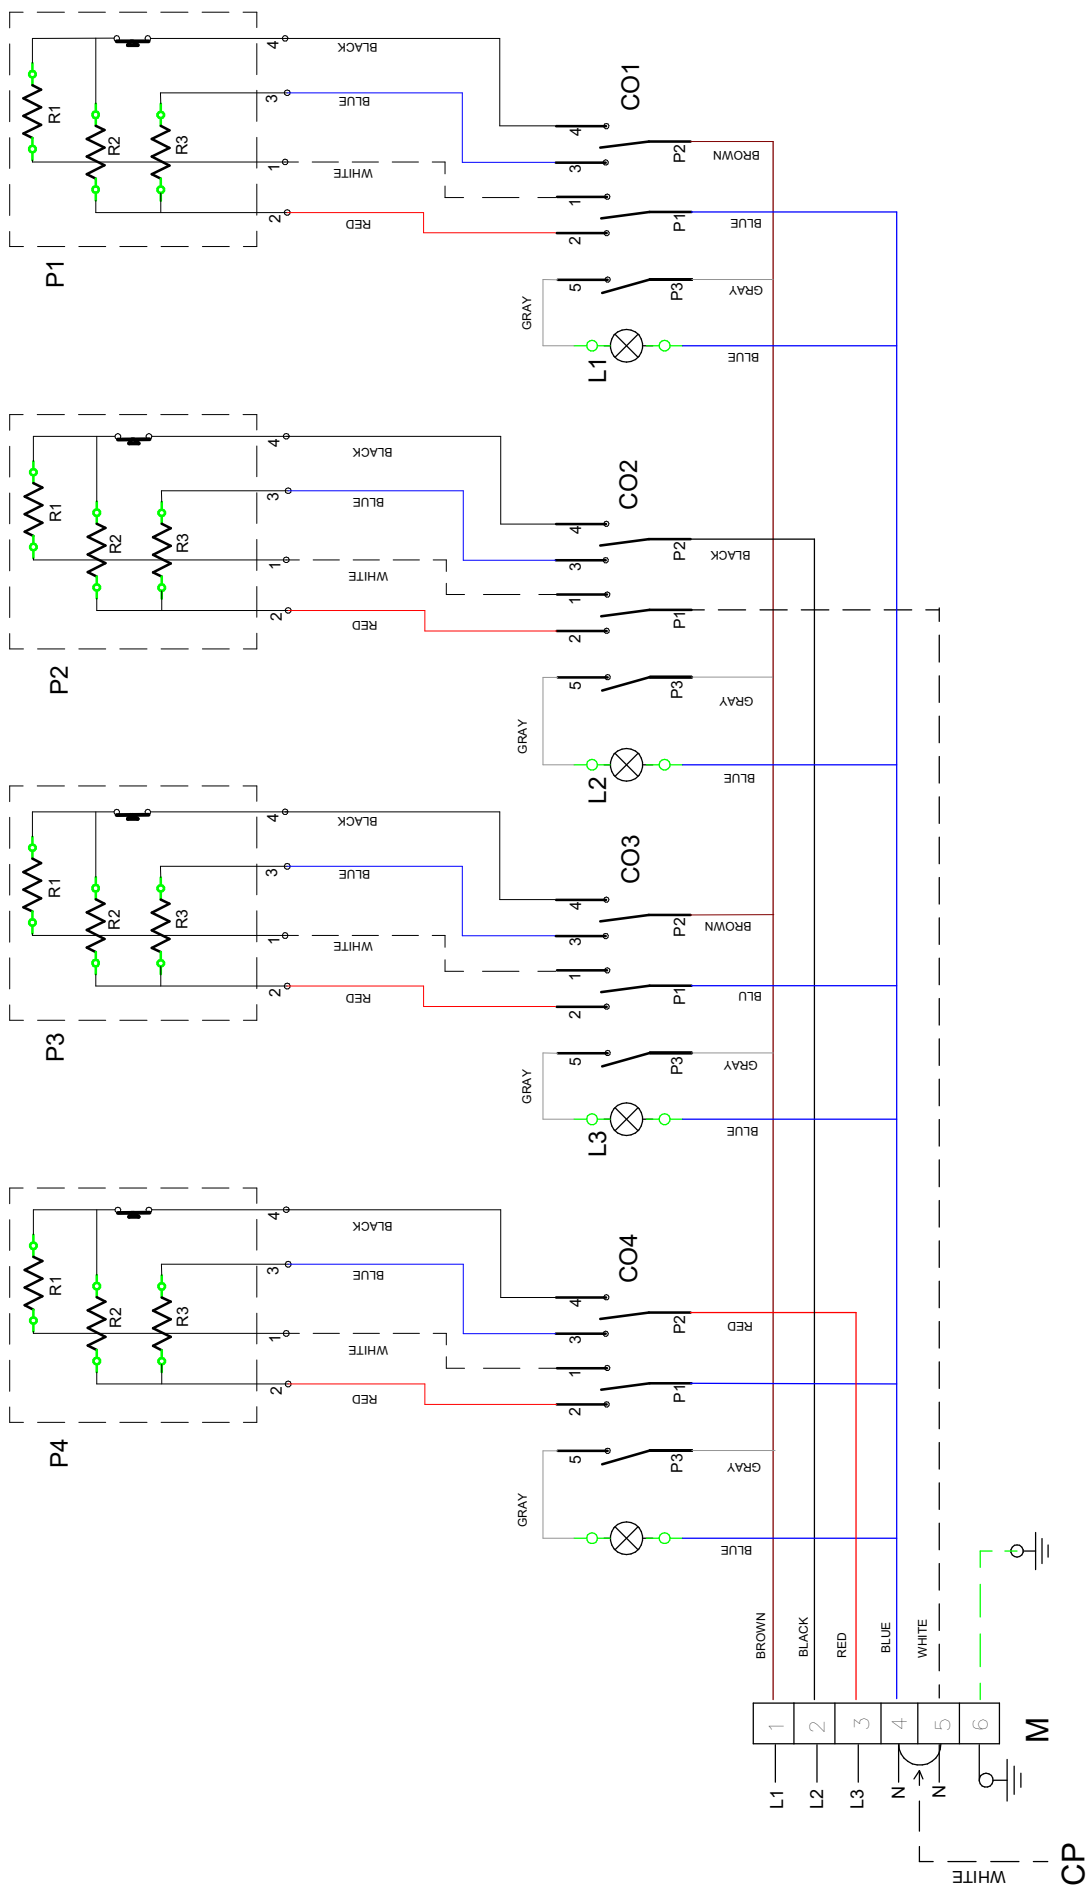 P1
R1
R2
R3
4
3
1
2
BLACK
BLUE
WHITE
RED
CO1
4
3
1
2
5
P2
P1
P3
BROWN
BLUE
GRAY
GRAY
L1
BLUE
P2
R1
R2
R3
4
3
1
2
BLACK
BLUE
WHITE
RED
CO2
4
3
1
2
5
P2
P1
P3
BLACK
GRAY
GRAY
L2
BLUE
P3
R1
R2
R3
4
3
1
2
BLACK
BLUE
WHITE
RED
CO3
4
3
1
2
5
P2
P1
P3
BROWN
BLU
GRAY
GRAY
L3
BLUE
P4
R1
R2
R3
4
3
1
2
BLACK
BLUE
WHITE
RED
CO4
4
3
1
2
5
P2
P1
P3
RED
GRAY
GRAY
BLUE
BROWN
BLACK
RED
BLUE
WHITE
1
2
3
4
5
6
M
L1
L2
L3
N
N
WHITE
CP